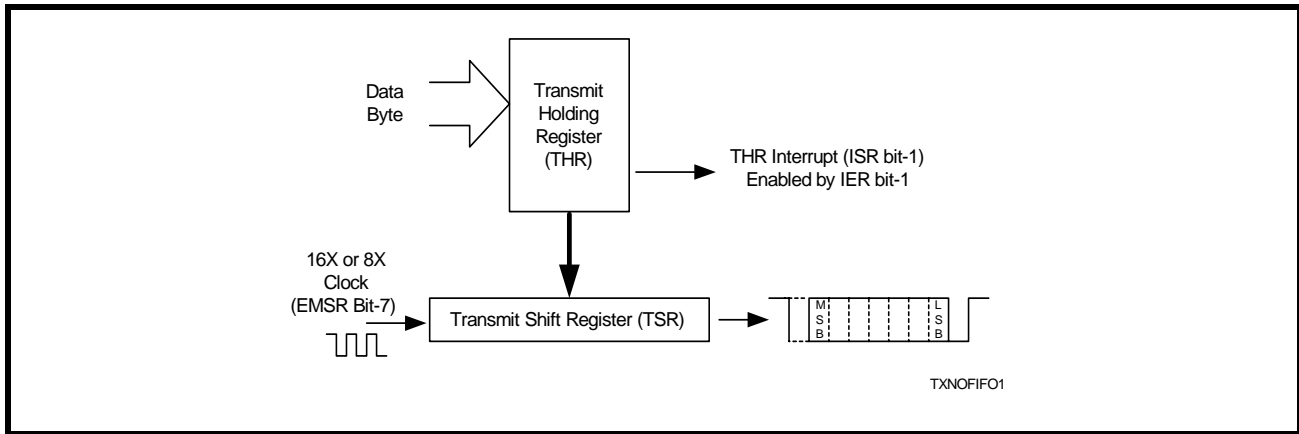 Data
Byte
Transmit
Holding
Register
(THR)
THR Interrupt (ISR bit-1)
Enabled by IER bit-1
16X or 8X
Clock
(EMSR Bit-7)
Transmit Shift Register (TSR)
M
S
B
L
S
B
TXNOFIFO1